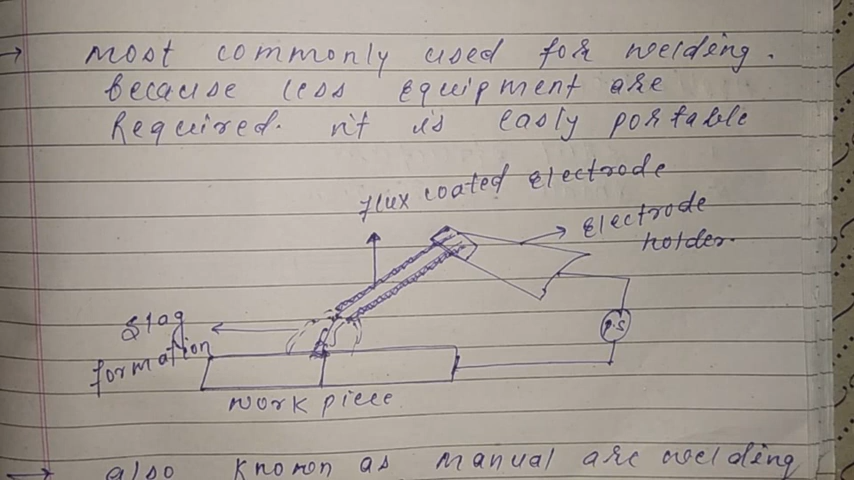 → most commonly used for welding.
because less equipment are
Required. it is easly portable
flux coated Electrode
Electrode
holder.
Slag
formation
P.S
work piece
→ also known as manual arc welding